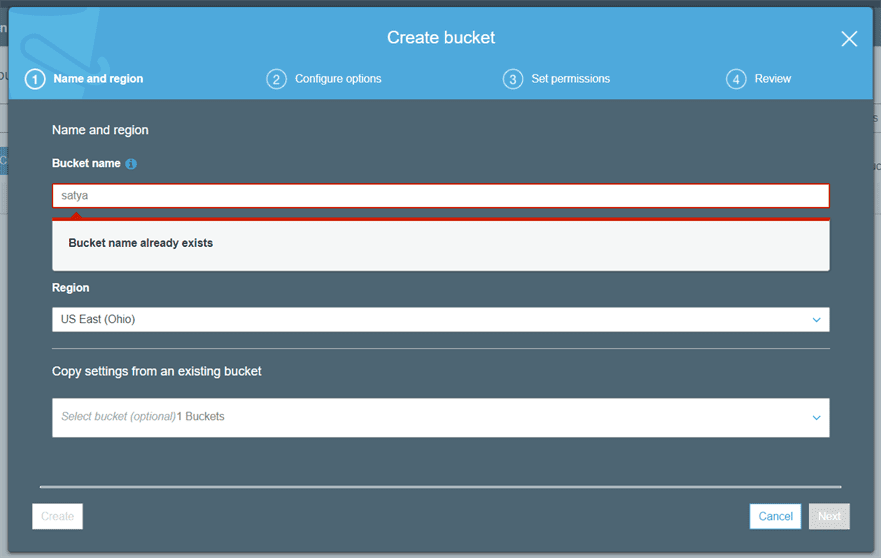 Create bucket
1 Name and region
2 Configure options
3 Set permissions
4 Review
Name and region
Bucket name i
satya
Bucket name already exists
Region
US East (Ohio)
Copy settings from an existing bucket
Select bucket (optional)1 Buckets
Create
Cancel
Next